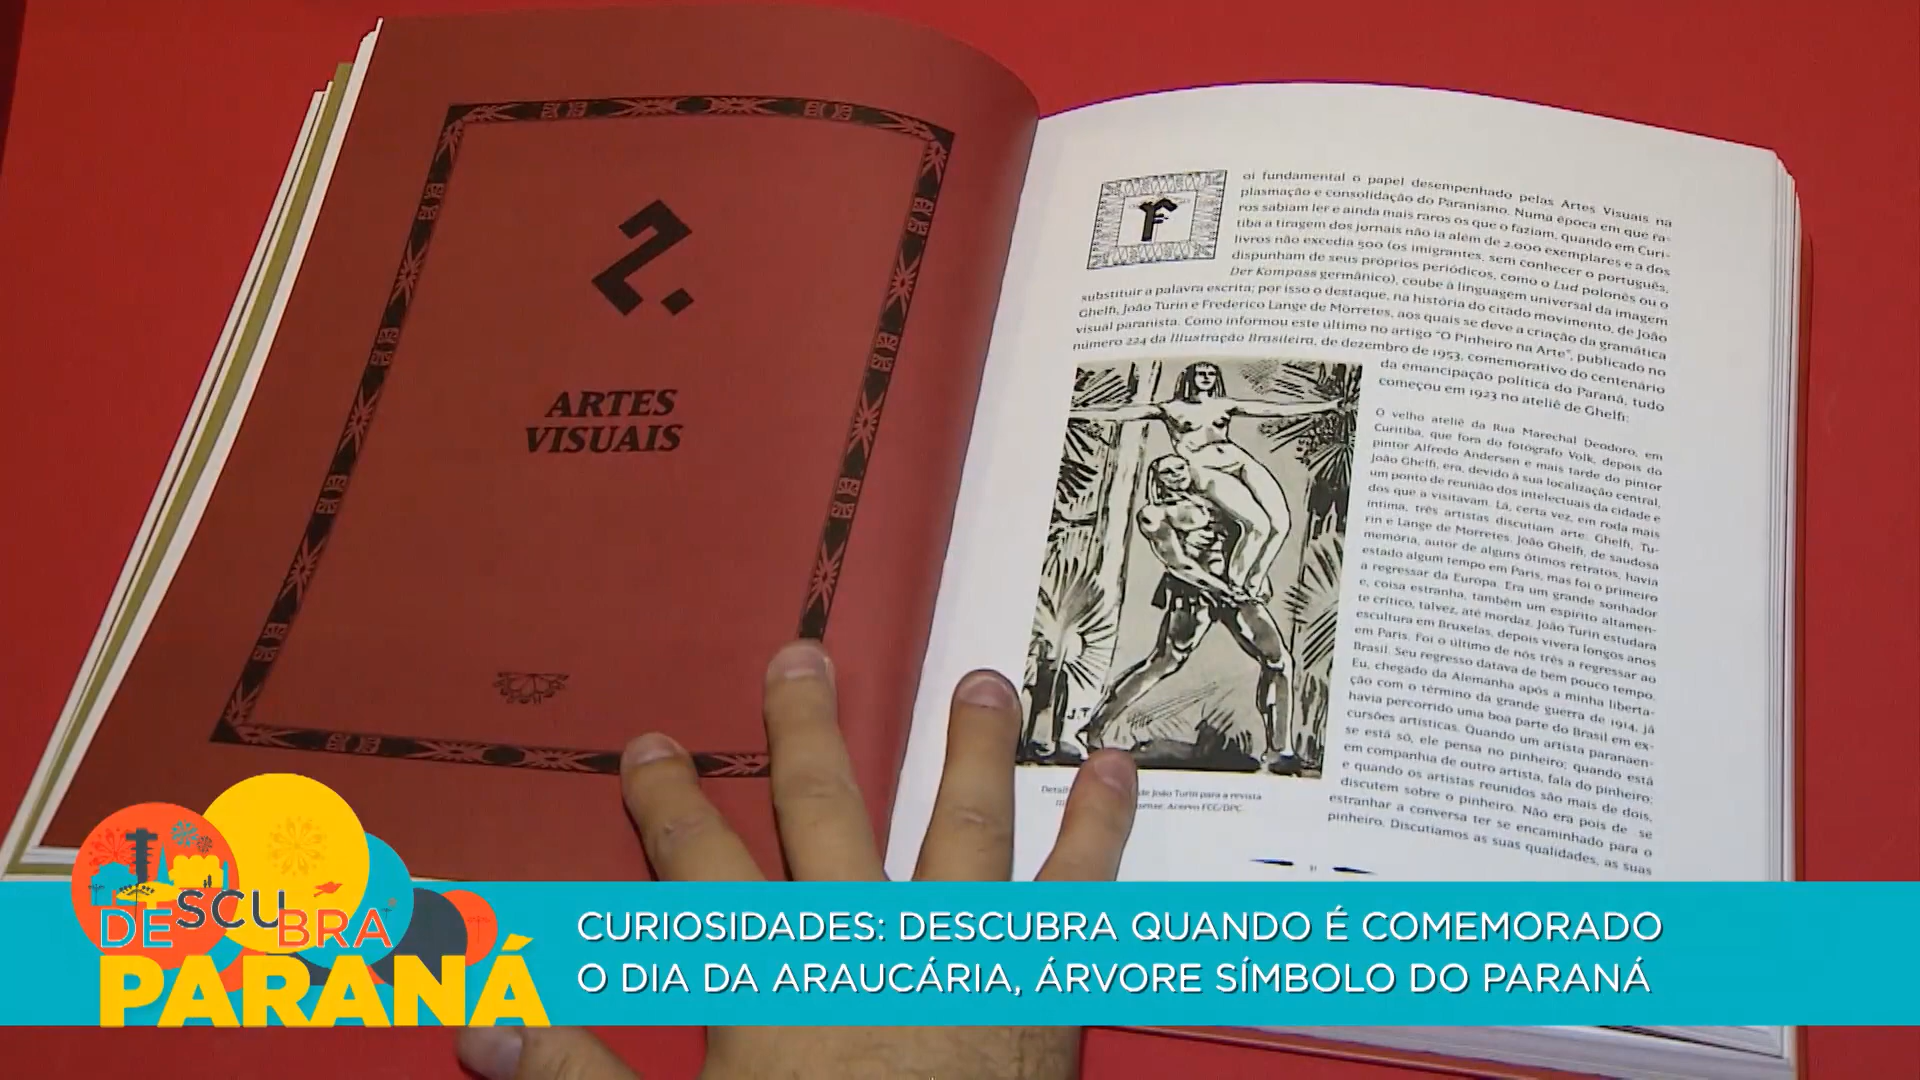 2.
ARTES
VISUAIS
F
oi fundamental o papel desempenhado pelas Artes Visuais na
plasmação e consolidação do Paranismo. Numa época em que ra-
ros sabiam ler e ainda mais raros os que o faziam, quando em Curi-
tiba a tiragem dos jornais não ia além de 2.000 exemplares e a dos
livros não excedia 500 (os imigrantes, sem conhecer o português,
dispunham de seus próprios periódicos, como o Lud polonês ou o
Der Kompass germânico), coube à linguagem universal da imagem
substituir a palavra escrita; por isso o destaque, na história do citado movimento, de João
Ghelfi, João Turin e Frederico Lange de Morretes, aos quais se deve a criação da gramática
visual paranista. Como informou este último no artigo "O Pinheiro na Arte", publicado no
número 224 da Illustração Brasileira, de dezembro de 1953, comemorativo do centenário
da emancipação política do Paraná, tudo
começou em 1923 no ateliê de Ghelfi:
O velho ateliê da Rua Marechal Deodoro, em
Curitiba, que fora do fotógrafo Volk, depois do
pintor Alfredo Andersen e mais tarde do pintor
João Ghelfi, era, devido à sua localização central,
um ponto de reunião dos intelectuais da cidade e
dos que a visitavam. Lá, certa vez, em roda mais
íntima, três artistas discutiam arte: Ghelfi, Tu-
rin e Lange de Morretes. João Ghelfi, de saudosa
memória, autor de alguns ótimos retratos, havia
estado algum tempo em Paris, mas foi o primeiro
a regressar da Europa. Era um grande sonhador
e, coisa estranha, também um espírito altamen-
te crítico, talvez, até mordaz. João Turin estudara
escultura em Bruxelas, depois vivera longos anos
em Paris. Foi o último de nós três a regressar ao
Brasil. Seu regresso datava de bem pouco tempo.
Eu, chegado da Alemanha após a minha liberta-
ção com o término da grande guerra de 1914, já
havia percorrido uma boa parte do Brasil em ex-
cursões artísticas. Quando um artista paranaen-
se está só, ele pensa no pinheiro; quando está
em companhia de outro artista, fala do pinheiro;
e quando os artistas reunidos são mais de dois,
discutem sobre o pinheiro. Não era pois de se
estranhar a conversa ter se encaminhado para o
pinheiro. Discutiamos as suas qualidades, as suas
J.T
de João Turin para a revista
Acervo FCC/DPC.
DESCUBRA
PARANÁ
CURIOSIDADES: DESCUBRA QUANDO É COMEMORADO
O DIA DA ARAUCÁRIA, ÁRVORE SÍMBOLO DO PARANÁ